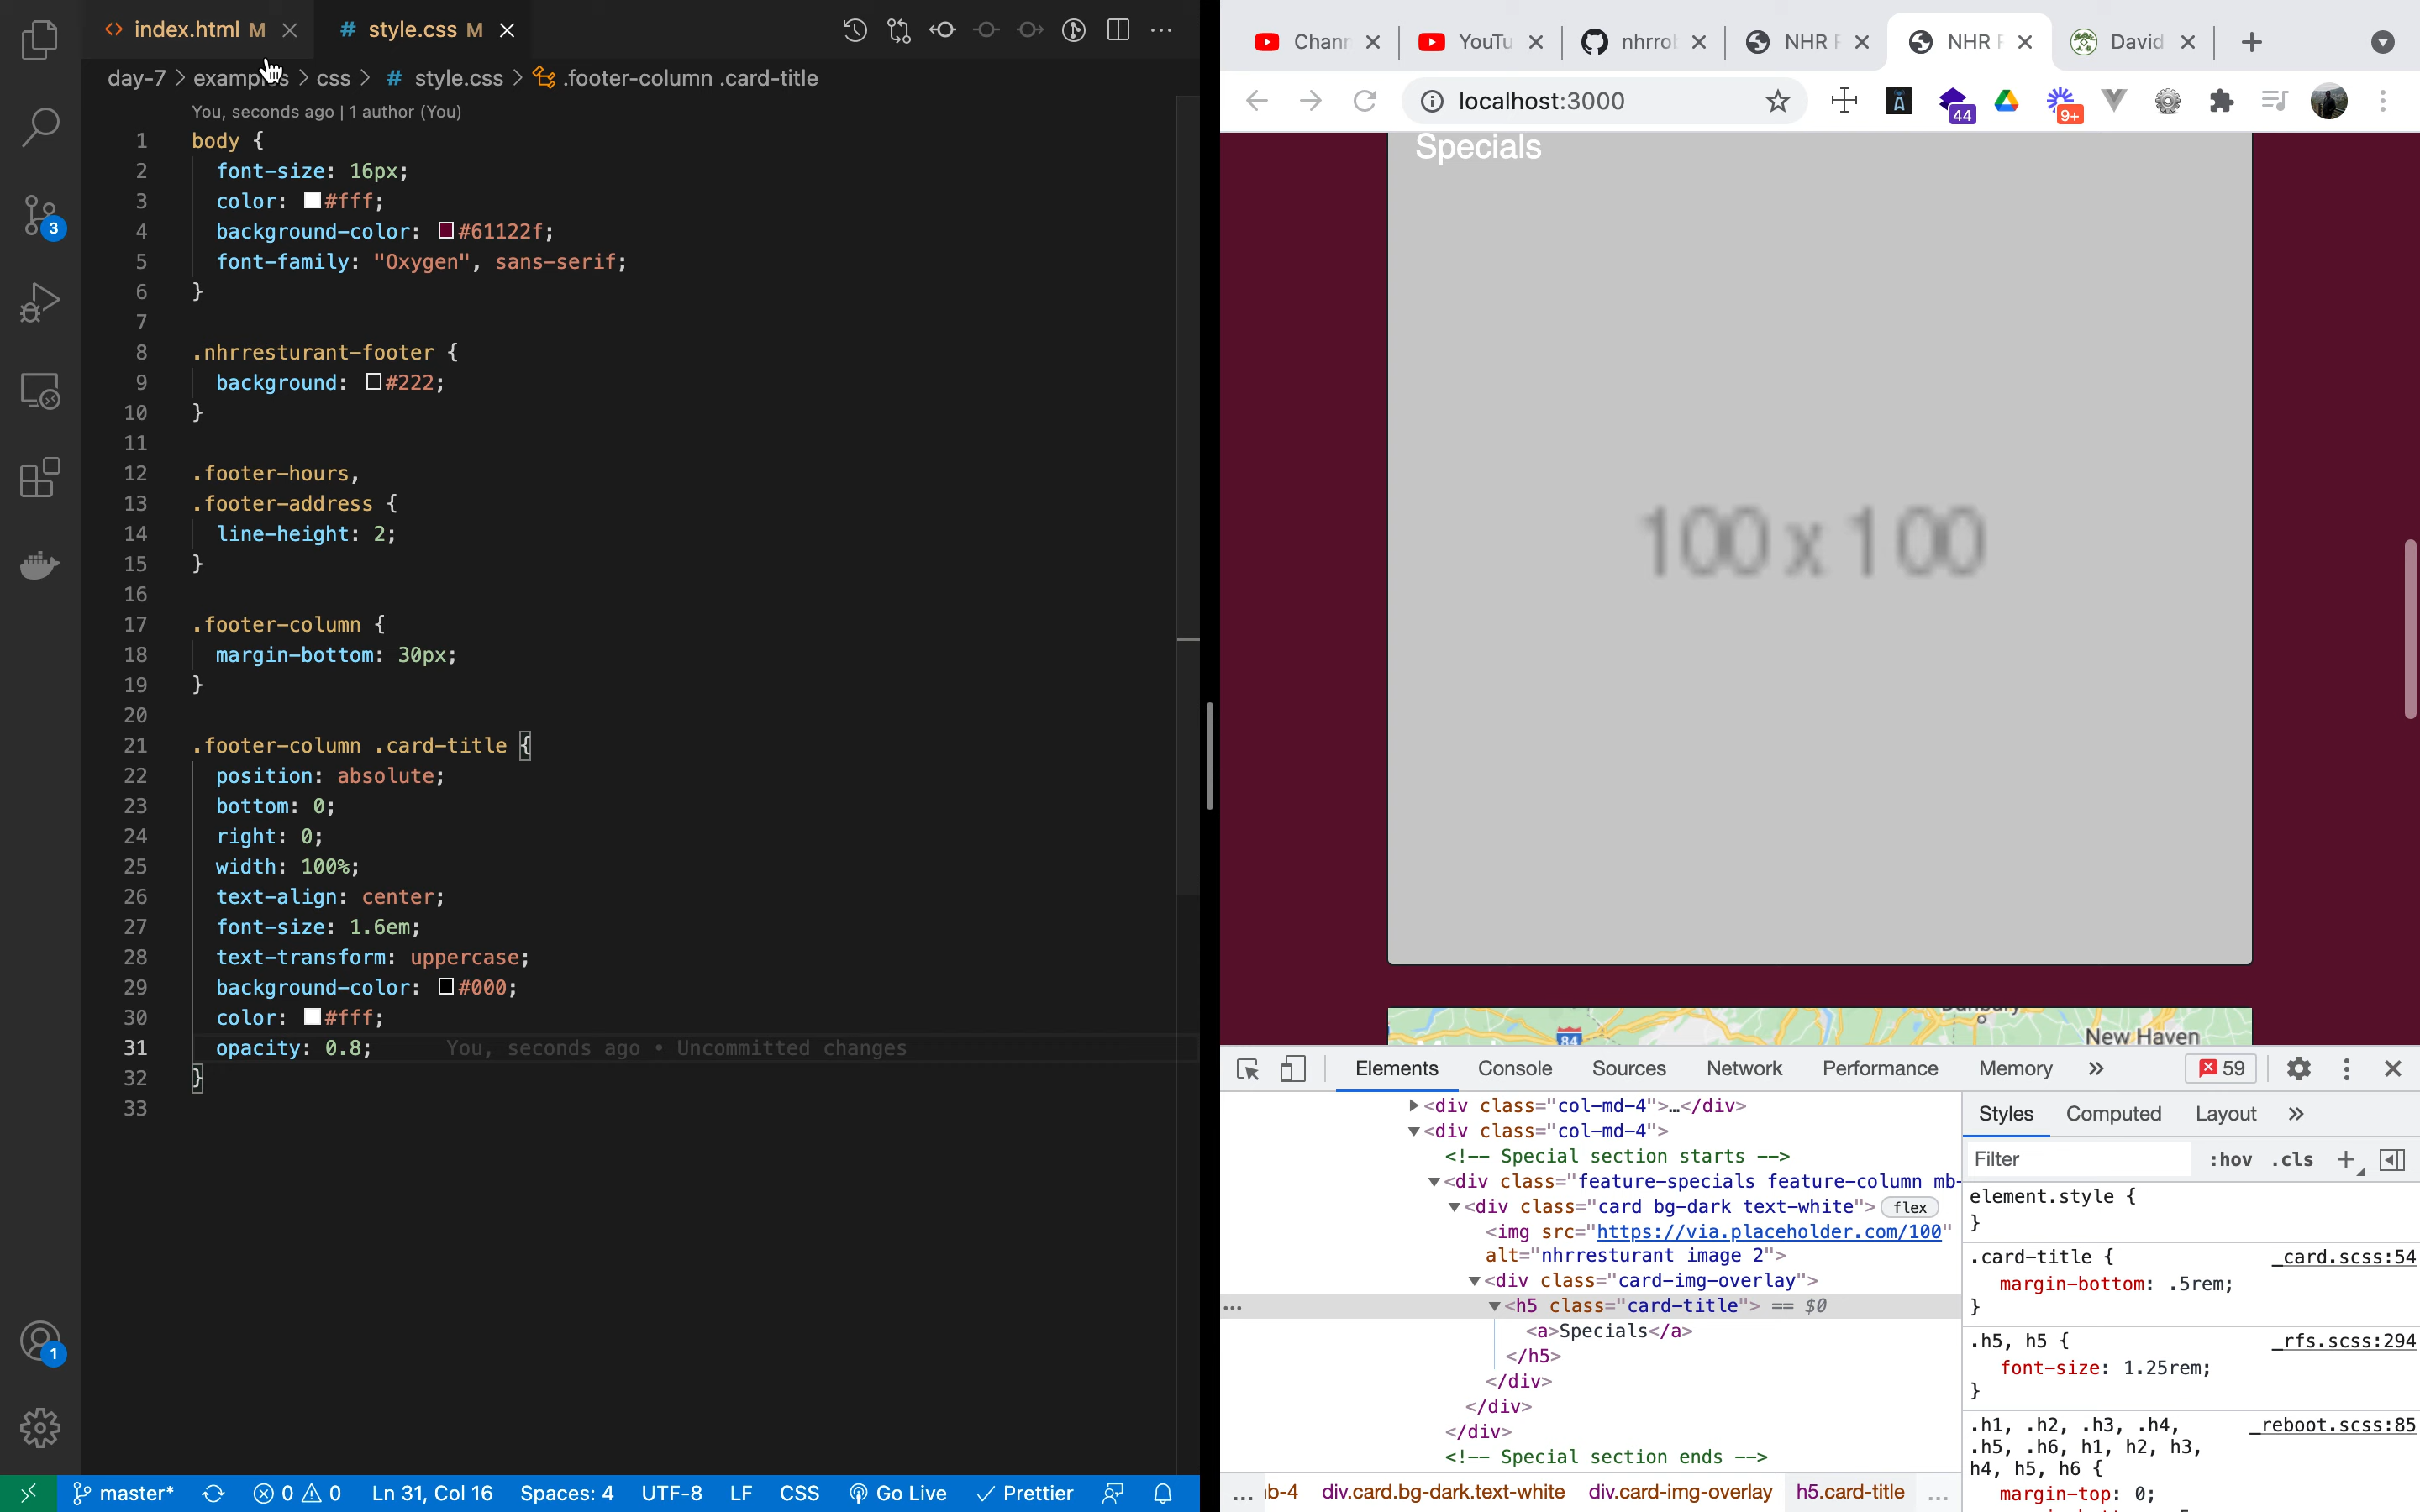 index.html M
# style.css M
day-7 > examples > css > # style.css > .footer-column .card-title
You, seconds ago | 1 author (You)
1 body {
2 font-size: 16px;
3 color: #fff;
4 background-color: #61122f;
5 font-family: "Oxygen", sans-serif;
6 }
7
8 .nhrresturant-footer {
9 background: #222;
10 }
11
12 .footer-hours,
13 .footer-address {
14 line-height: 2;
15 }
16
17 .footer-column {
18 margin-bottom: 30px;
19 }
20
21 .footer-column .card-title {
22 position: absolute;
23 bottom: 0;
24 right: 0;
25 width: 100%;
26 text-align: center;
27 font-size: 1.6em;
28 text-transform: uppercase;
29 background-color: #000;
30 color: #fff;
31 opacity: 0.8; You, seconds ago • Uncommitted changes
32 }
33
3
1
master* 0 0 Ln 31, Col 16 Spaces: 4 UTF-8 LF CSS Go Live Prettier
Chann YouTu nhrrob NHR NHR David
localhost:3000
44
9+
Specials
100 x 100
84
New Haven
Elements Console Sources Network Performance Memory » 59
<div class="col-md-4">…</div>
<div class="col-md-4">
<!-- Special section starts -->
<div class="feature-specials feature-column mb-
<div class="card bg-dark text-white"> flex
<img src="https://via.placeholder.com/100"
alt="nhrresturant image 2">
<div class="card-img-overlay">
... <h5 class="card-title"> == $0
<a>Specials</a>
</h5>
</div>
</div>
</div>
<!-- Special section ends -->
... b-4 div.card.bg-dark.text-white div.card-img-overlay h5.card-title ...
Styles Computed Layout »
Filter :hov .cls +
element.style {
}
.card-title { _card.scss:54
margin-bottom: .5rem;
}
.h5, h5 { _rfs.scss:294
font-size: 1.25rem;
}
.h1, .h2, .h3, .h4, _reboot.scss:85
.h5, .h6, h1, h2, h3,
h4, h5, h6 {
margin-top: 0;